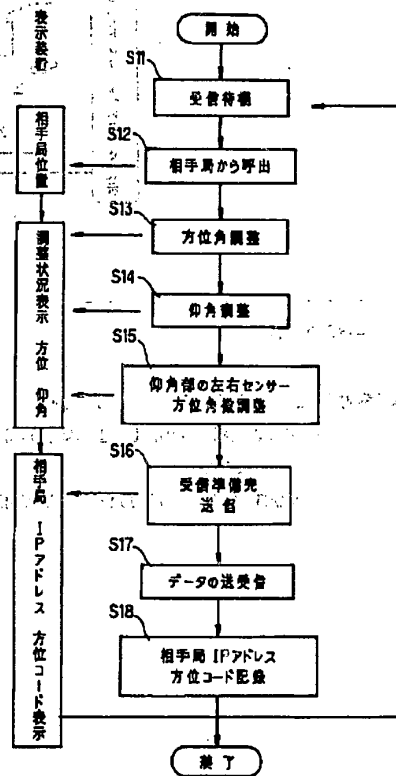 開始
S11
受信待機
S12
相手局から呼出
S13
方位角調整
S14
仰角調整
S15
仰角部の左右センサー
方位角微調整
S16
受信準備完
送信
S17
データの送受信
S18
相手局 IPアドレス
方位コード記録
終了
表示装置
相手局位置
調整状況表示 方位 仰角
相手局 IPアドレス 方位コード表示